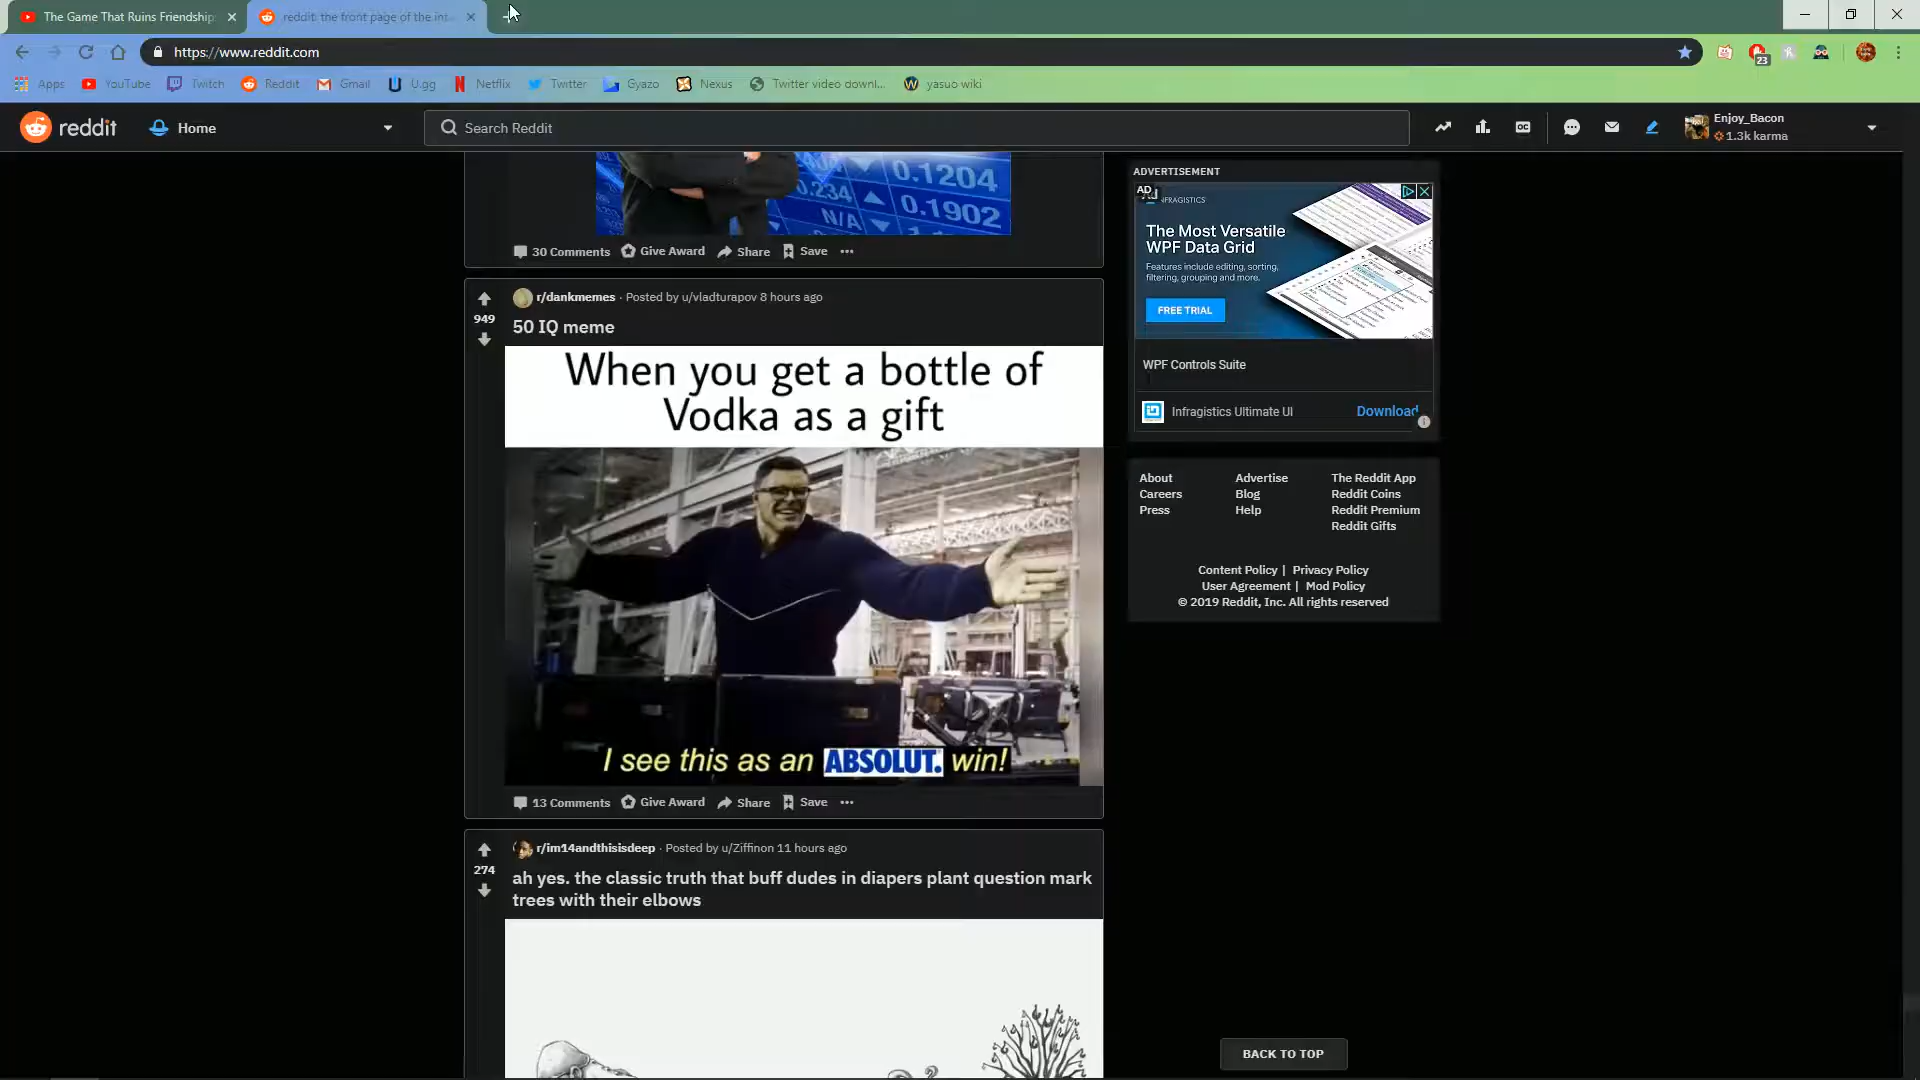 The Game That Ruins Friendship
reddit: the front page of the int
https://www.reddit.com
23
Apps
YouTube
Twitch
Reddit
Gmail
U.gg
Netflix
Twitter
Gyazo
Nexus
Twitter video downl...
yasuo wiki
reddit
Home
Search Reddit
Enjoy_Bacon
1.3k karma
0.1204
0.234
0.1902
N/A
30 Comments
Give Award
Share
Save
r/dankmemes · Posted by u/vladturapov 8 hours ago
949
50 IQ meme
When you get a bottle of
Vodka as a gift
I see this as an ABSOLUT. win!
13 Comments
Give Award
Share
Save
r/im14andthisisdeep · Posted by u/Ziffinon 11 hours ago
274
ah yes. the classic truth that buff dudes in diapers plant question mark
trees with their elbows
ADVERTISEMENT
AD
INFRAGISTICS
The Most Versatile
WPF Data Grid
Features include editing, sorting,
filtering, grouping and more.
FREE TRIAL
WPF Controls Suite
Infragistics Ultimate UI
Download
About
Advertise
The Reddit App
Careers
Blog
Reddit Coins
Press
Help
Reddit Premium
Reddit Gifts
Content Policy | Privacy Policy
User Agreement | Mod Policy
© 2019 Reddit, Inc. All rights reserved
BACK TO TOP